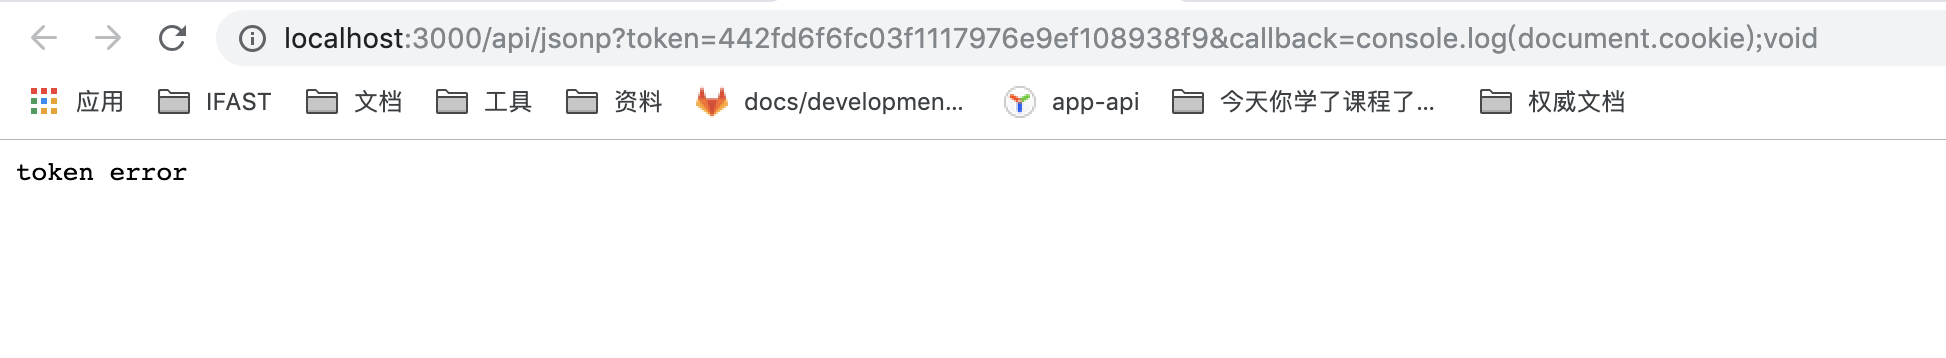 localhost:3000/api/jsonp?token=442fd6f6fc03f1117976e9ef108938f9&callback=console.log(document.cookie);void
应用 IFAST 文档 工具 资料 docs/developmen... app-api 今天你学了课程了... 权威文档
token error